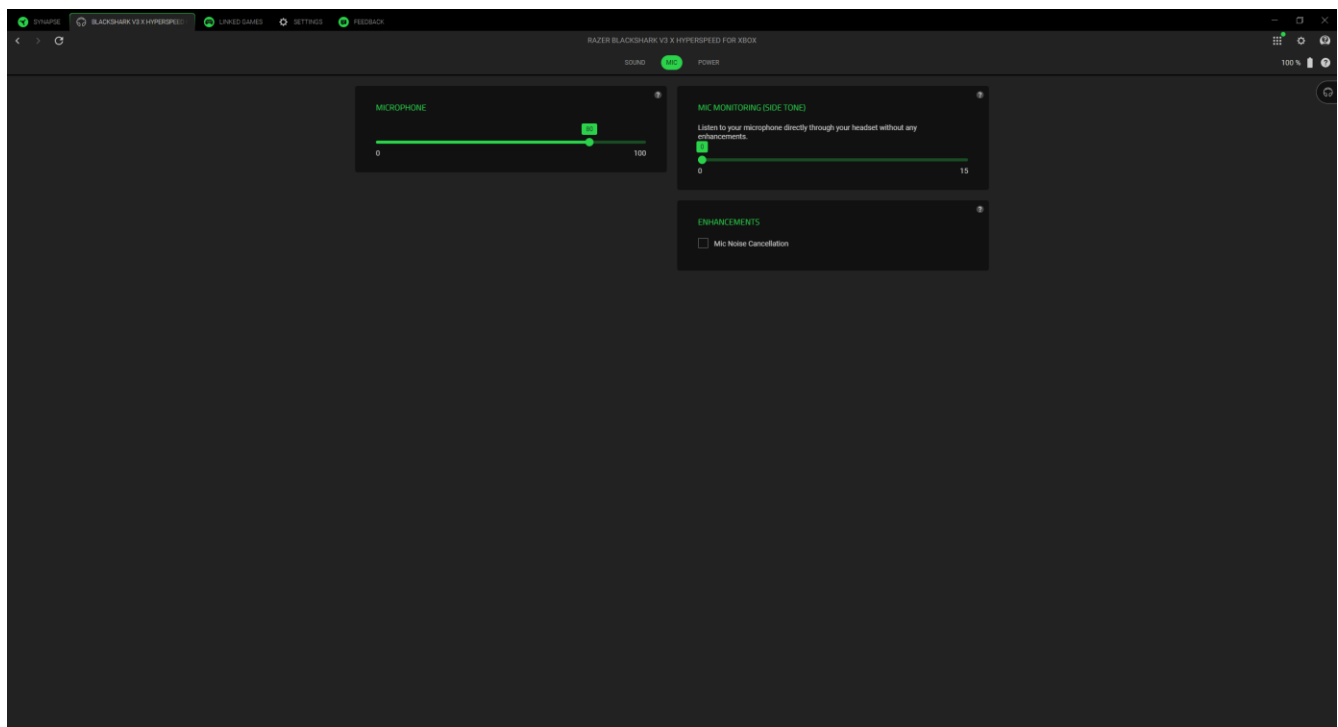 SYNAPSE
BLACKSHARK V3 X HYPERSPEED
LINKED GAMES
SETTINGS
FEEDBACK
RAZER BLACKSHARK V3 X HYPERSPEED FOR XBOX
SOUND
MIC
POWER
100 %
MICROPHONE
80
0
100
MIC MONITORING (SIDE TONE)
Listen to your microphone directly through your headset without any
enhancements.
0
0
15
ENHANCEMENTS
Mic Noise Cancellation